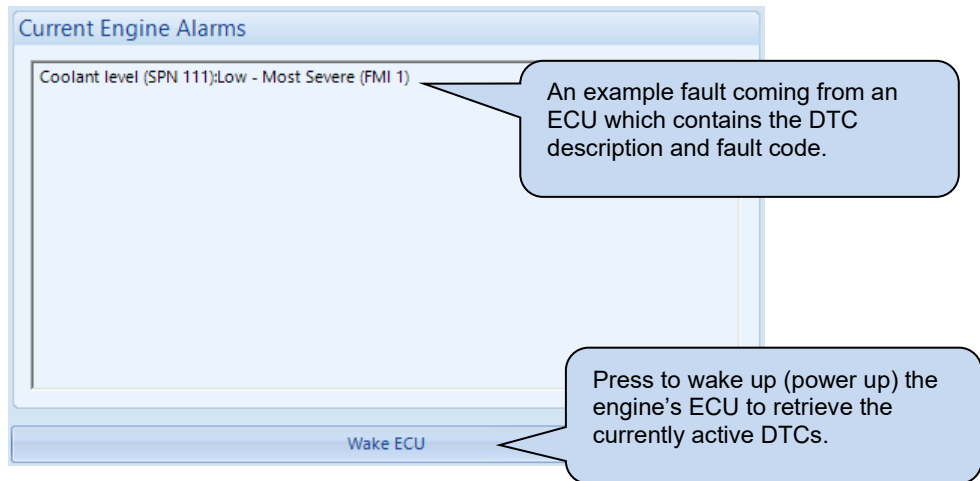 Current Engine Alarms
Coolant level (SPN 111):Low - Most Severe (FMI 1)
An example fault coming from an
ECU which contains the DTC
description and fault code.
Press to wake up (power up) the
engine’s ECU to retrieve the
currently active DTCs.
Wake ECU